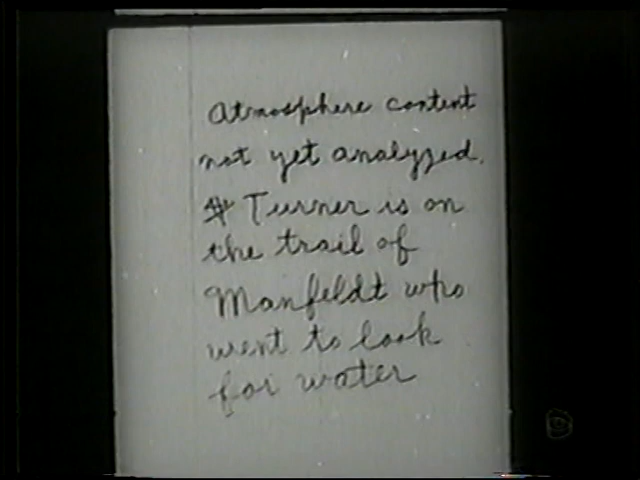 Atmosphere content
not yet analyzed.
# Turner is on
the trail of
Manfeldt who
went to look
for water